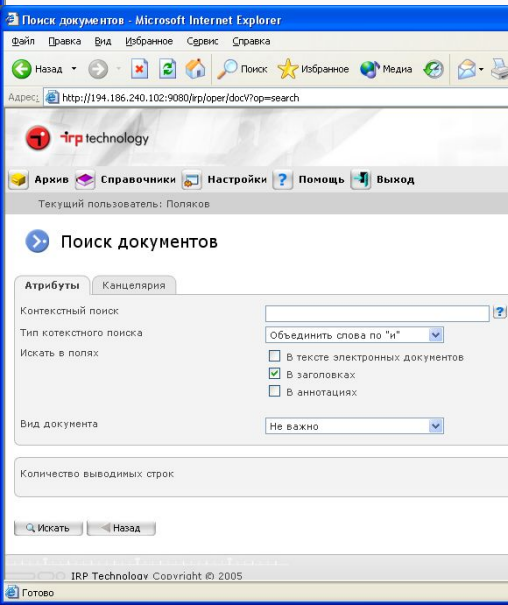 Поиск документов - Microsoft Internet Explorer
Файл Правка Вид Избранное Сервис Справка
Назад Поиск Избранное Медиа
Адрес: http://194.186.240.102:9080/irp/oper/docV?op=search
irp technology
Архив Справочники Настройки ? Помощь Выход
Текущий пользователь: Поляков
Поиск документов
Атрибуты Канцелярия
Контекстный поиск ?
Тип котекстного поиска Объединить слова по "и"
Искать в полях В тексте электронных документов
В заголовках
В аннотациях
Вид документа Не важно
Количество выводимых строк
Искать Назад
IRP Technology Copyright © 2005
Готово